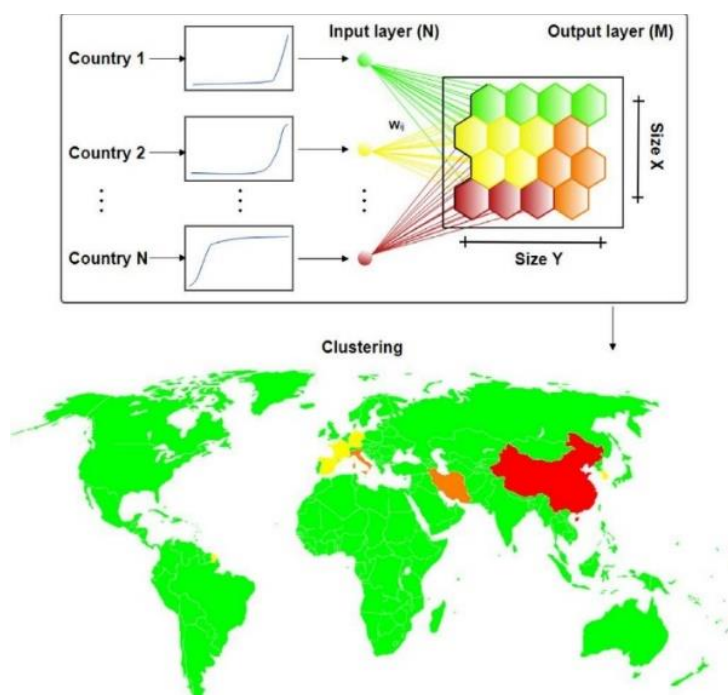 Input layer (N)
Output layer (M)
Country 1
Country 2
Country N
wij
Size X
Size Y
Clustering